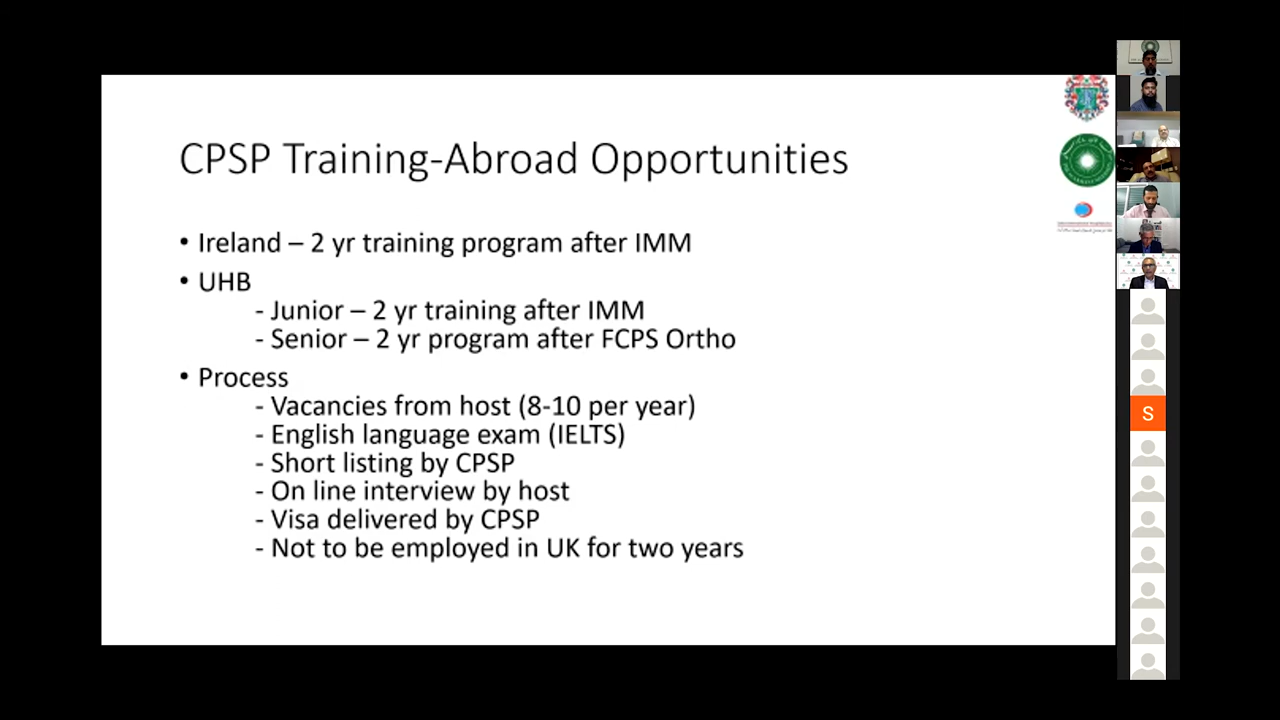 CPSP Training-Abroad Opportunities
• Ireland – 2 yr training program after IMM
• UHB
- Junior – 2 yr training after IMM
- Senior – 2 yr program after FCPS Ortho
• Process
- Vacancies from host (8-10 per year)
- English language exam (IELTS)
- Short listing by CPSP
- On line interview by host
- Visa delivered by CPSP
- Not to be employed in UK for two years
S